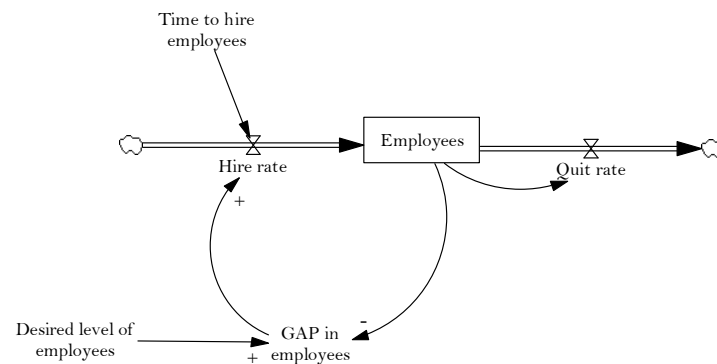 Time to hire
employees
Employees
Hire rate
Quit rate
+
-
Desired level of
employees
GAP in
employees
+